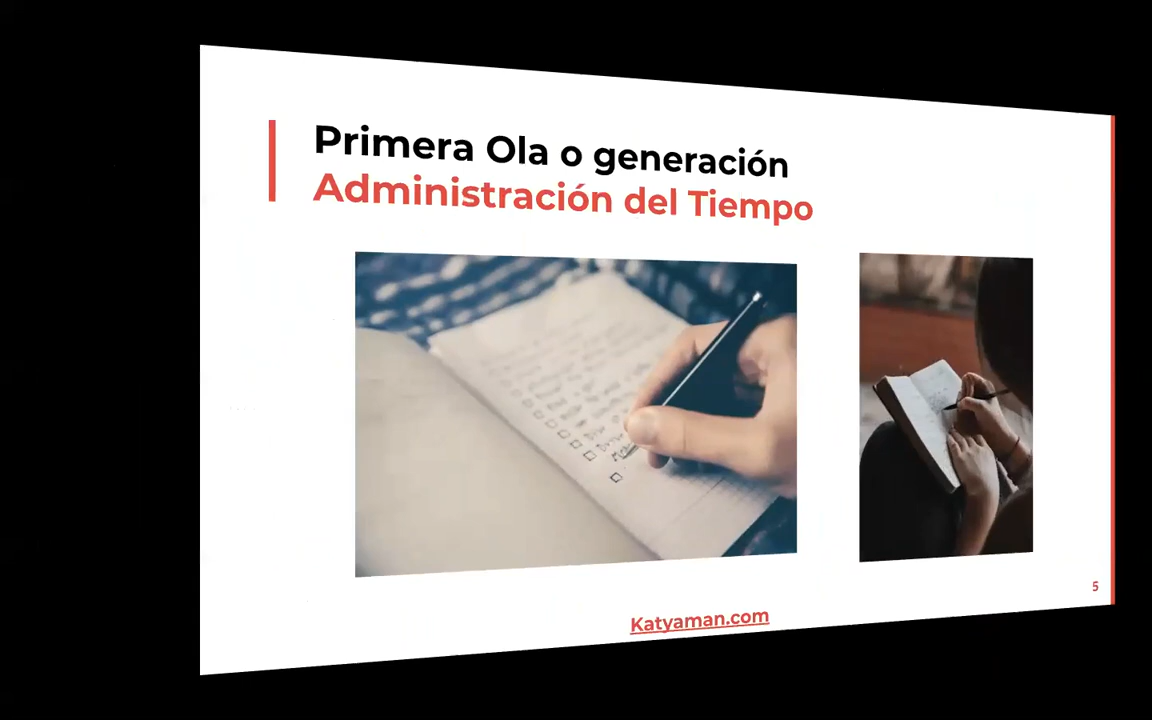 Primera Ola o generación
Administración del Tiempo
5
Katyaman.com